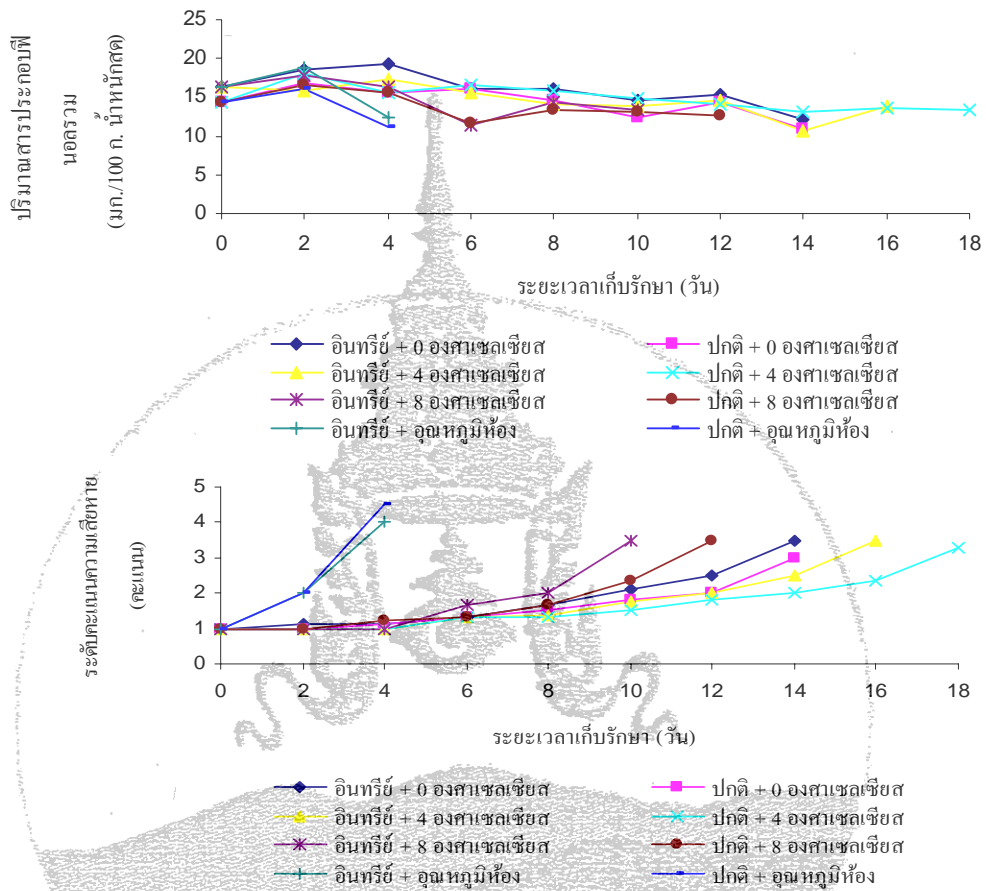 ปริมาณสารประกอบฟี
นอลรวม
(มก./100 ก. น้ำหนักสด)
25
20
15
10
5
0
0 2 4 6 8 10 12 14 16 18
ระยะเวลาเก็บรักษา (วัน)
อินทรีย์ + 0 องศาเซลเซียส ปกติ + 0 องศาเซลเซียส
อินทรีย์ + 4 องศาเซลเซียส ปกติ + 4 องศาเซลเซียส
อินทรีย์ + 8 องศาเซลเซียส ปกติ + 8 องศาเซลเซียส
อินทรีย์ + อุณหภูมิห้อง ปกติ + อุณหภูมิห้อง
ระดับคะแนนความเสียหาย
(คะแนน)
5
4
3
2
1
0
0 2 4 6 8 10 12 14 16 18
ระยะเวลาเก็บรักษา (วัน)
อินทรีย์ + 0 องศาเซลเซียส ปกติ + 0 องศาเซลเซียส
อินทรีย์ + 4 องศาเซลเซียส ปกติ + 4 องศาเซลเซียส
อินทรีย์ + 8 องศาเซลเซียส ปกติ + 8 องศาเซลเซียส
อินทรีย์ + อุณหภูมิห้อง ปกติ + อุณหภูมิห้อง